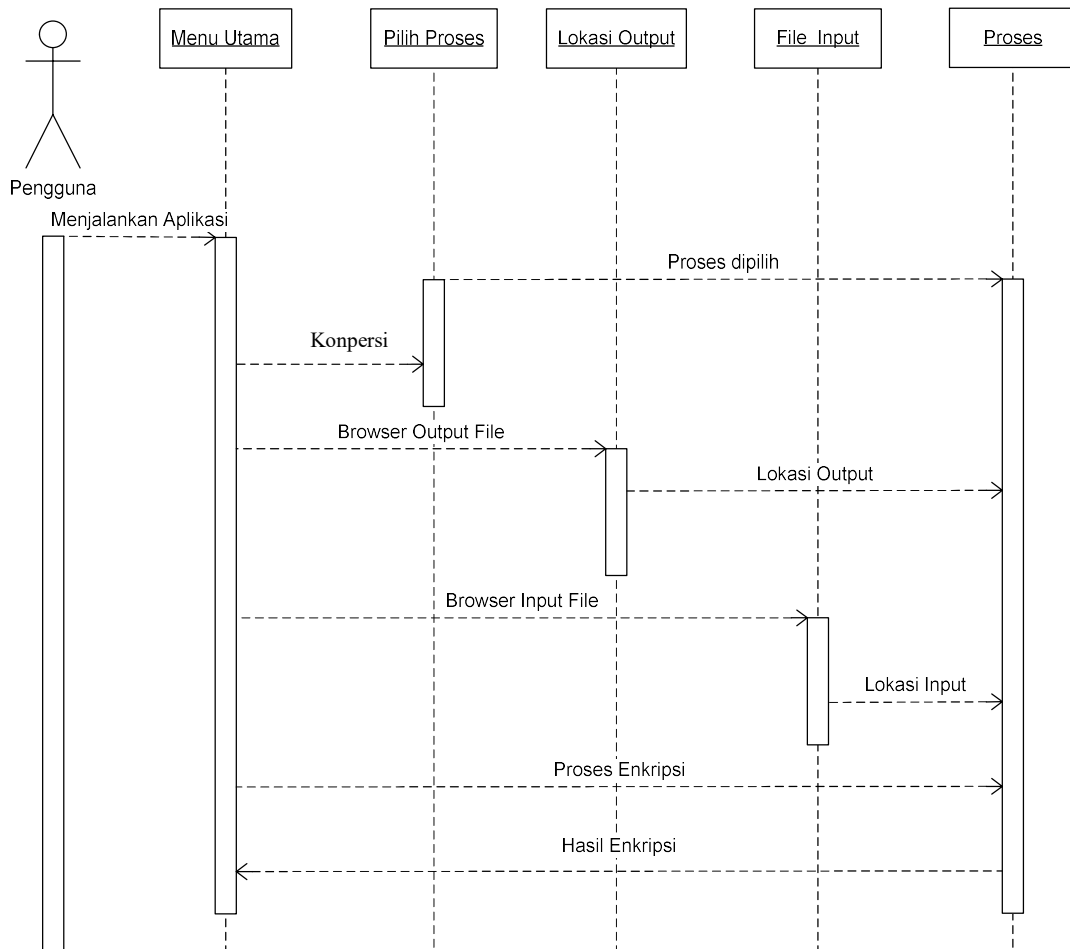 Menu Utama
Pilih Proses
Lokasi Output
File Input
Proses
Pengguna
Menjalankan Aplikasi
Proses dipilih
Konpersi
Browser Output File
Lokasi Output
Browser Input File
Lokasi Input
Proses Enkripsi
Hasil Enkripsi